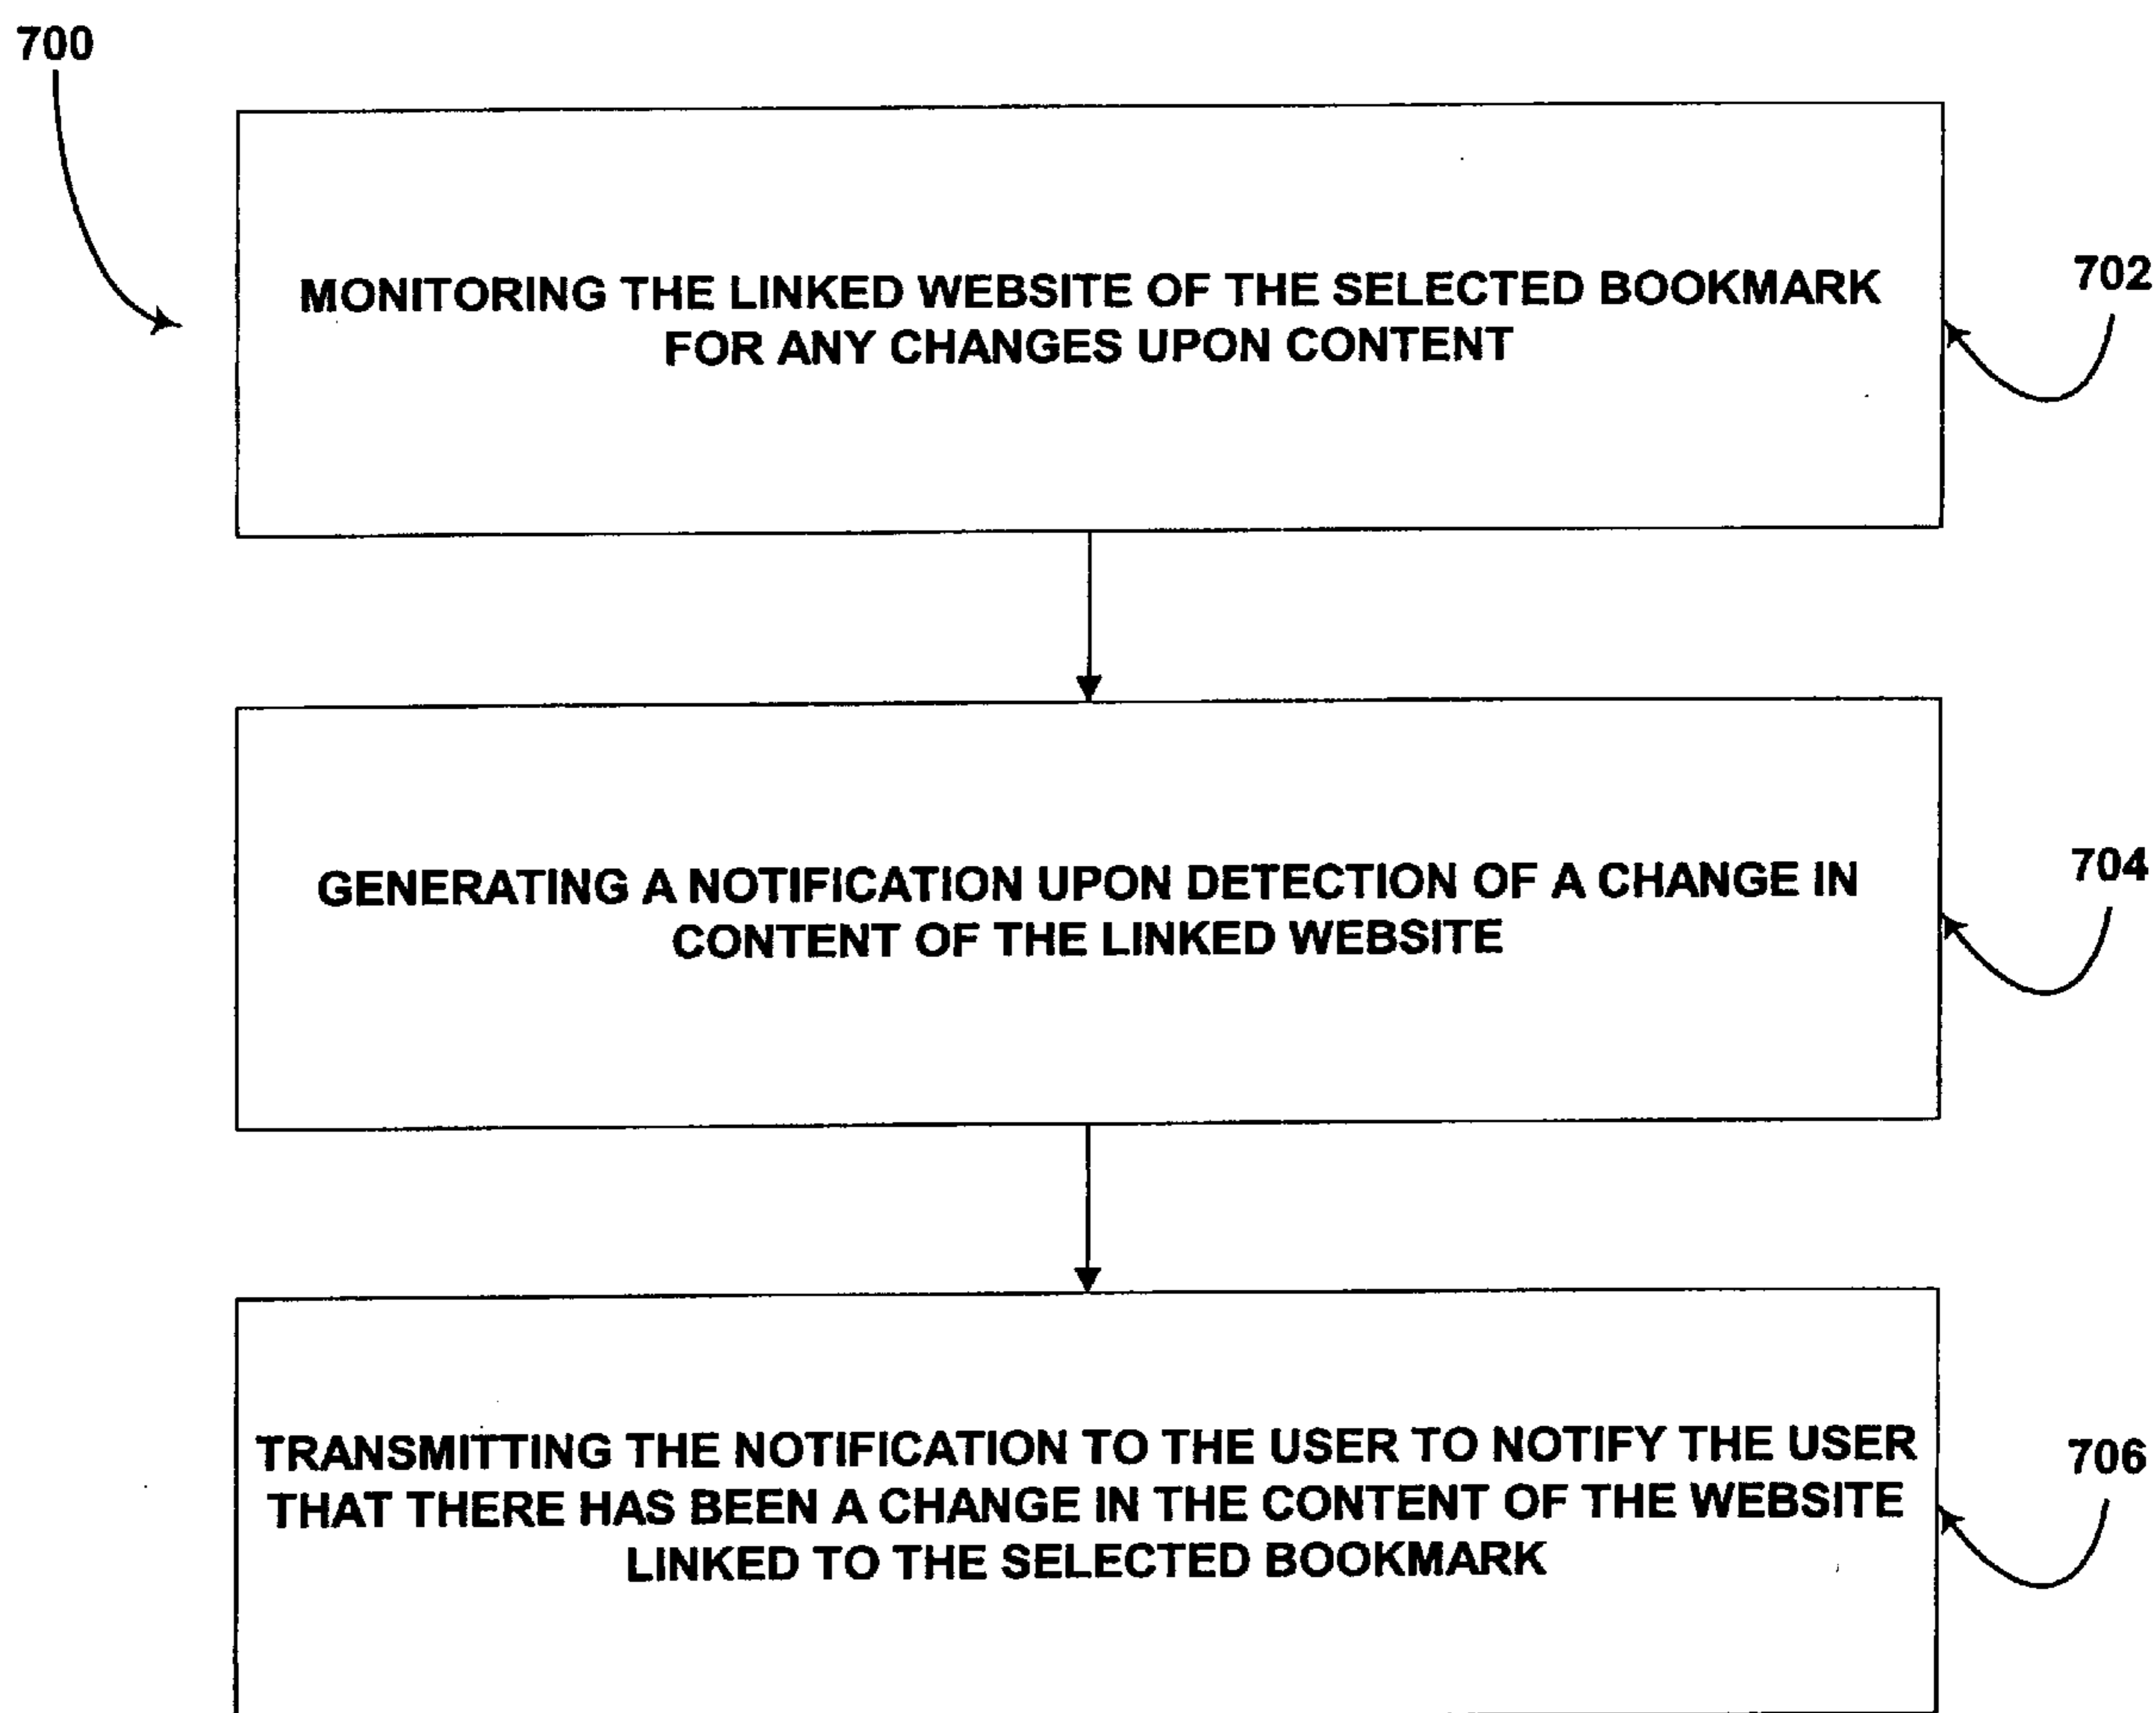 700
MONITORING THE LINKED WEBSITE OF THE SELECTED BOOKMARK
FOR ANY CHANGES UPON CONTENT
702
GENERATING A NOTIFICATION UPON DETECTION OF A CHANGE IN
CONTENT OF THE LINKED WEBSITE
704
TRANSMITTING THE NOTIFICATION TO THE USER TO NOTIFY THE USER
THAT THERE HAS BEEN A CHANGE IN THE CONTENT OF THE WEBSITE
LINKED TO THE SELECTED BOOKMARK
706